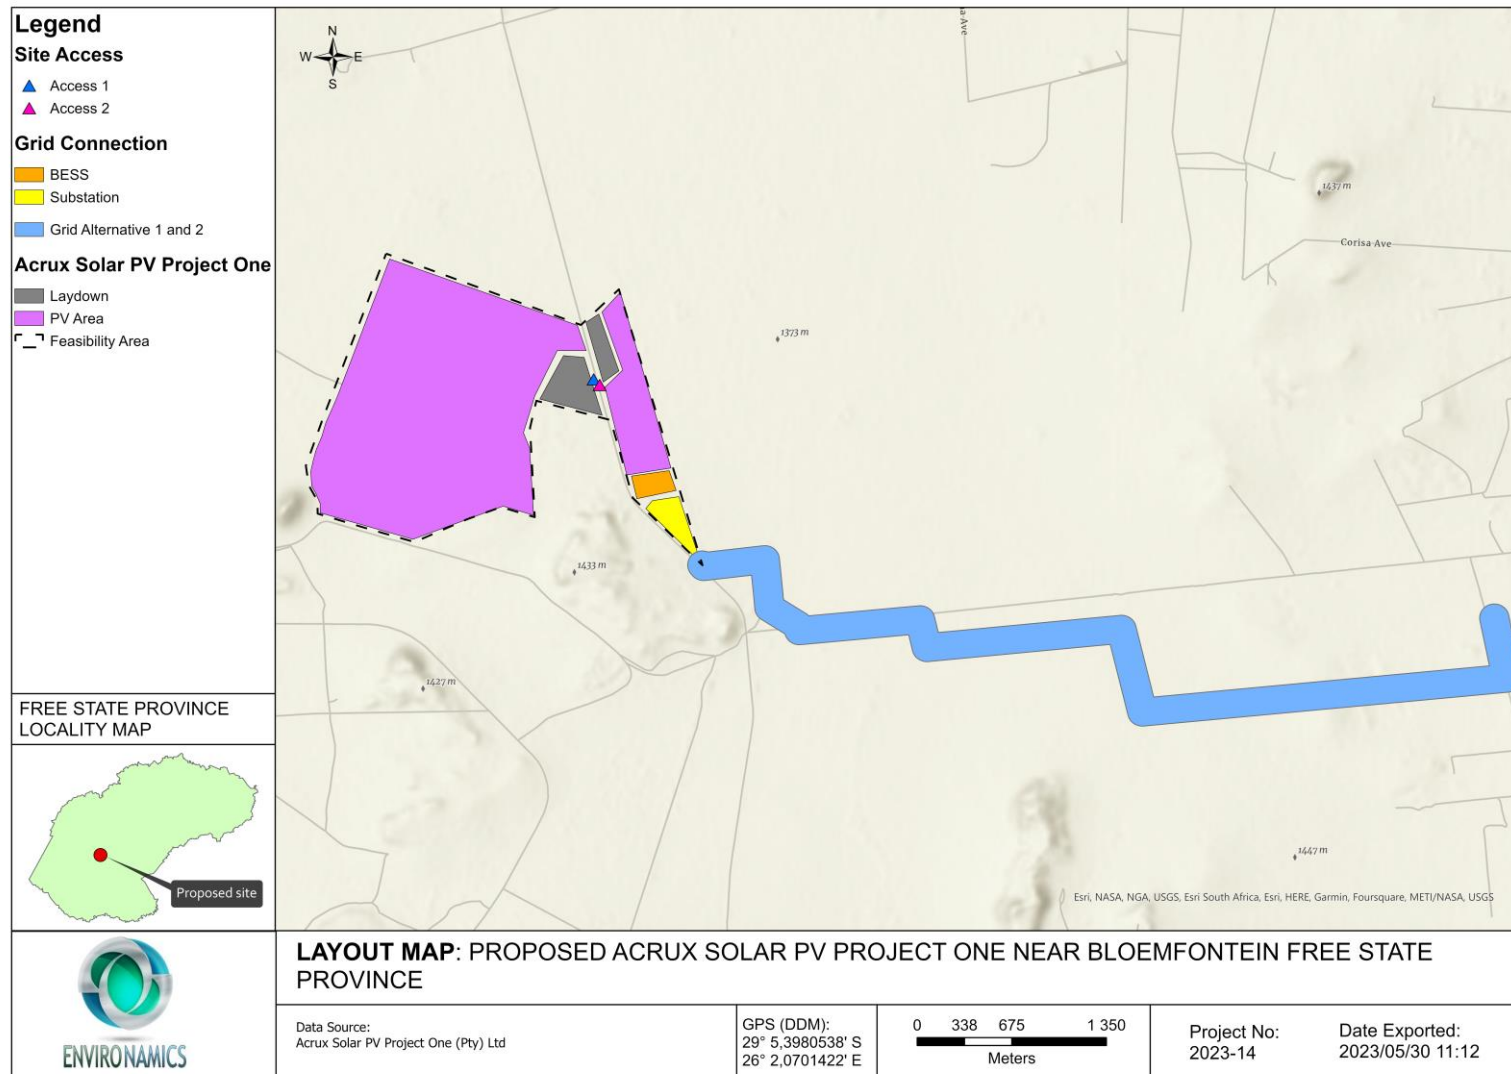 Legend
Site Access
Access 1
Access 2
Grid Connection
BESS
Substation
Grid Alternative 1 and 2
Acrux Solar PV Project One
Laydown
PV Area
Feasibility Area
FREE STATE PROVINCE
LOCALITY MAP
Proposed site
N
W E
S
sa Ave
1437 m
Corisa Ave
1373 m
1433 m
1427 m
1447 m
Esri, NASA, NGA, USGS, Esri South Africa, Esri, HERE, Garmin, Foursquare, METI/NASA, USGS
ENVIRONAMICS
LAYOUT MAP: PROPOSED ACRUX SOLAR PV PROJECT ONE NEAR BLOEMFONTEIN FREE STATE
PROVINCE
Data Source:
Acrux Solar PV Project One (Pty) Ltd
GPS (DDM):
29° 5,3980538' S
26° 2,0701422' E
0 338 675 1 350
Meters
Project No:
2023-14
Date Exported:
2023/05/30 11:12